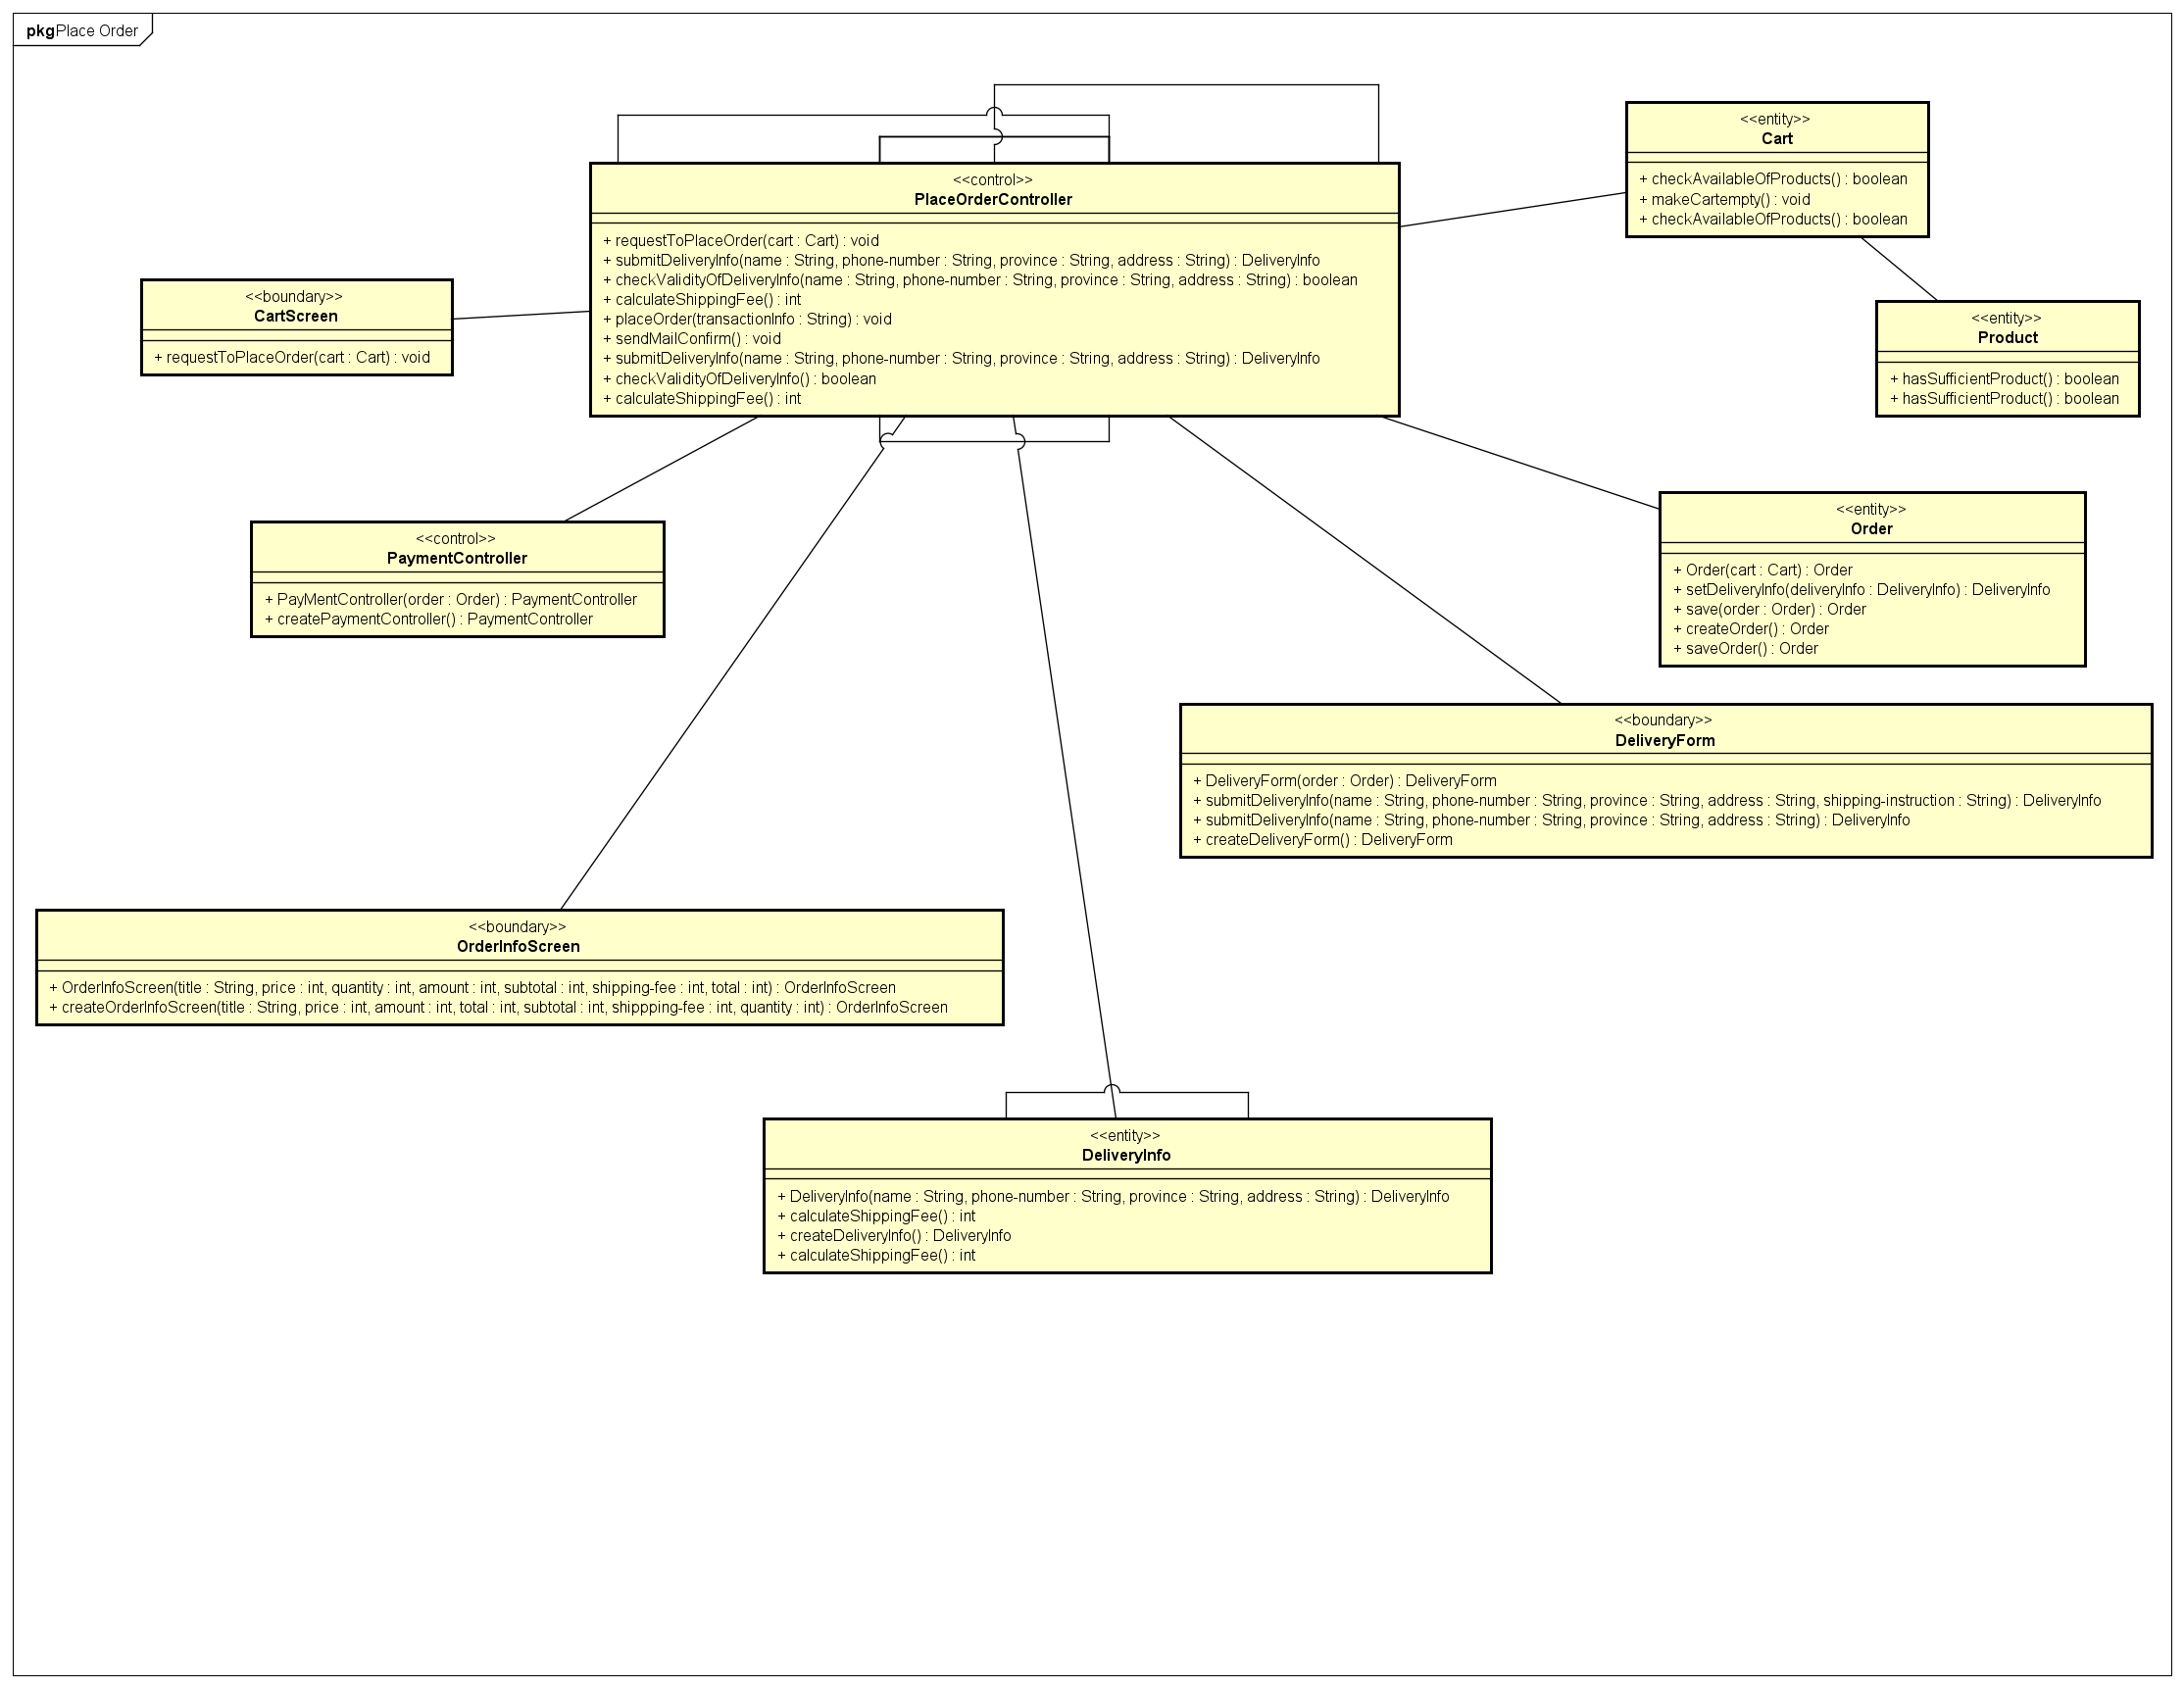 pkgPlace Order
<<control>>
PlaceOrderController
+ requestToPlaceOrder(cart : Cart) : void
+ submitDeliveryInfo(name : String, phone-number : String, province : String, address : String) : DeliveryInfo
+ checkValidityOfDeliveryInfo(name : String, phone-number : String, province : String, address : String) : boolean
+ calculateShippingFee() : int
+ placeOrder(transactionInfo : String) : void
+ sendMailConfirm() : void
+ submitDeliveryInfo(name : String, phone-number : String, province : String, address : String) : DeliveryInfo
+ checkValidityOfDeliveryInfo() : boolean
+ calculateShippingFee() : int
<<entity>>
Cart
+ checkAvailableOfProducts() : boolean
+ makeCartempty() : void
+ checkAvailableOfProducts() : boolean
<<boundary>>
CartScreen
+ requestToPlaceOrder(cart : Cart) : void
<<entity>>
Product
+ hasSufficientProduct() : boolean
+ hasSufficientProduct() : boolean
<<control>>
PaymentController
+ PayMentController(order : Order) : PaymentController
+ createPaymentController() : PaymentController
<<entity>>
Order
+ Order(cart : Cart) : Order
+ setDeliveryInfo(deliveryInfo : DeliveryInfo) : DeliveryInfo
+ save(order : Order) : Order
+ createOrder() : Order
+ saveOrder() : Order
<<boundary>>
DeliveryForm
+ DeliveryForm(order : Order) : DeliveryForm
+ submitDeliveryInfo(name : String, phone-number : String, province : String, address : String, shipping-instruction : String) : DeliveryInfo
+ submitDeliveryInfo(name : String, phone-number : String, province : String, address : String) : DeliveryInfo
+ createDeliveryForm() : DeliveryForm
<<boundary>>
OrderInfoScreen
+ OrderInfoScreen(title : String, price : int, quantity : int, amount : int, subtotal : int, shipping-fee : int, total : int) : OrderInfoScreen
+ createOrderInfoScreen(title : String, price : int, amount : int, total : int, subtotal : int, shippping-fee : int, quantity : int) : OrderInfoScreen
<<entity>>
DeliveryInfo
+ DeliveryInfo(name : String, phone-number : String, province : String, address : String) : DeliveryInfo
+ calculateShippingFee() : int
+ createDeliveryInfo() : DeliveryInfo
+ calculateShippingFee() : int